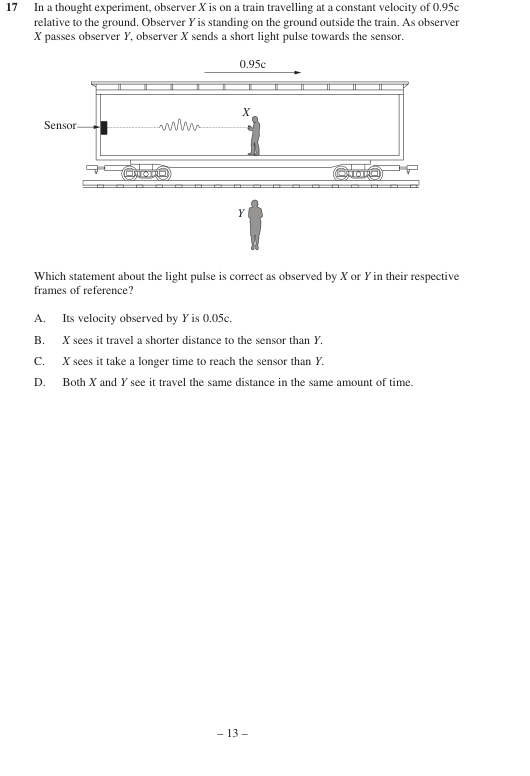 17 In a thought experiment, observer X is on a train travelling at a constant velocity of 0.95c
relative to the ground. Observer Y is standing on the ground outside the train. As observer
X passes observer Y, observer X sends a short light pulse towards the sensor.
0.95c
X
Sensor
Y
Which statement about the light pulse is correct as observed by X or Y in their respective
frames of reference?
A. Its velocity observed by Y is 0.05c.
B. X sees it travel a shorter distance to the sensor than Y.
C. X sees it take a longer time to reach the sensor than Y.
D. Both X and Y see it travel the same distance in the same amount of time.
– 13 –